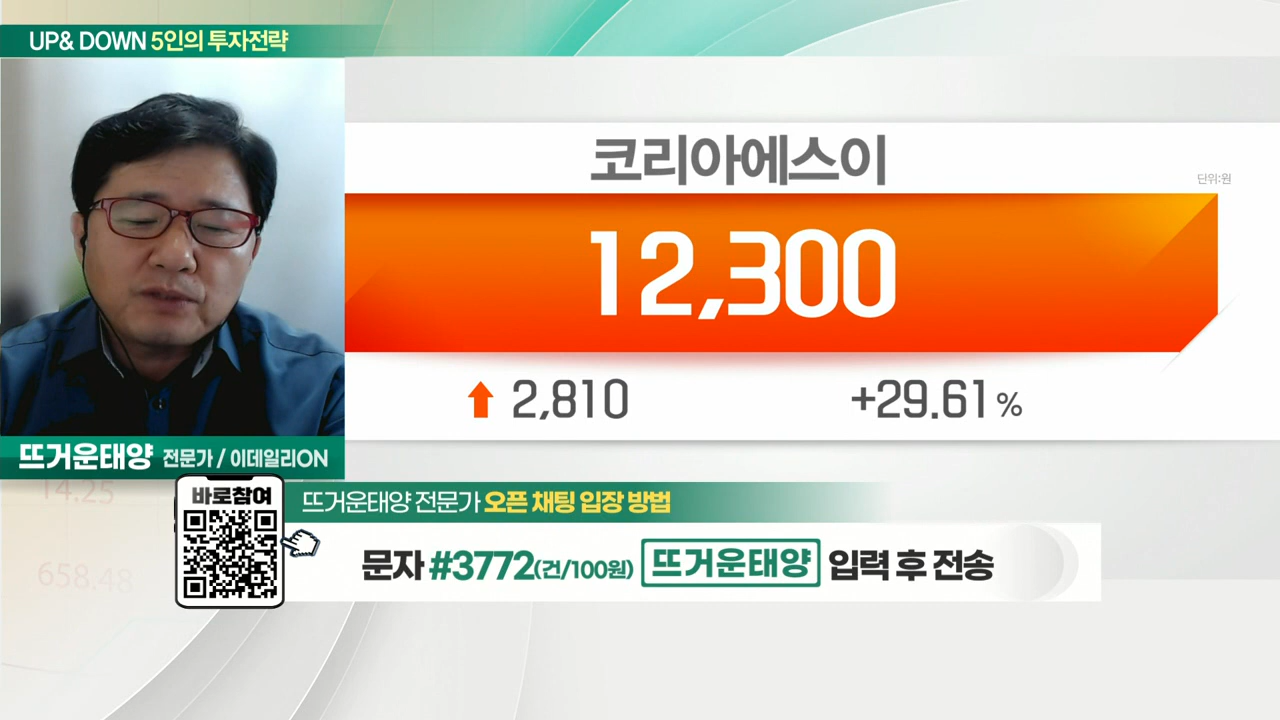 UP& DOWN 5인의 투자전략
코리아에스이
단위:원
12,300
2,810
+29.61%
뜨거운태양 전문가 / 이데일리ON
14.25
658.48
바로참여
뜨거운태양 전문가 오픈 채팅 입장 방법
문자 #3772(건/100원) 뜨거운태양 입력 후 전송